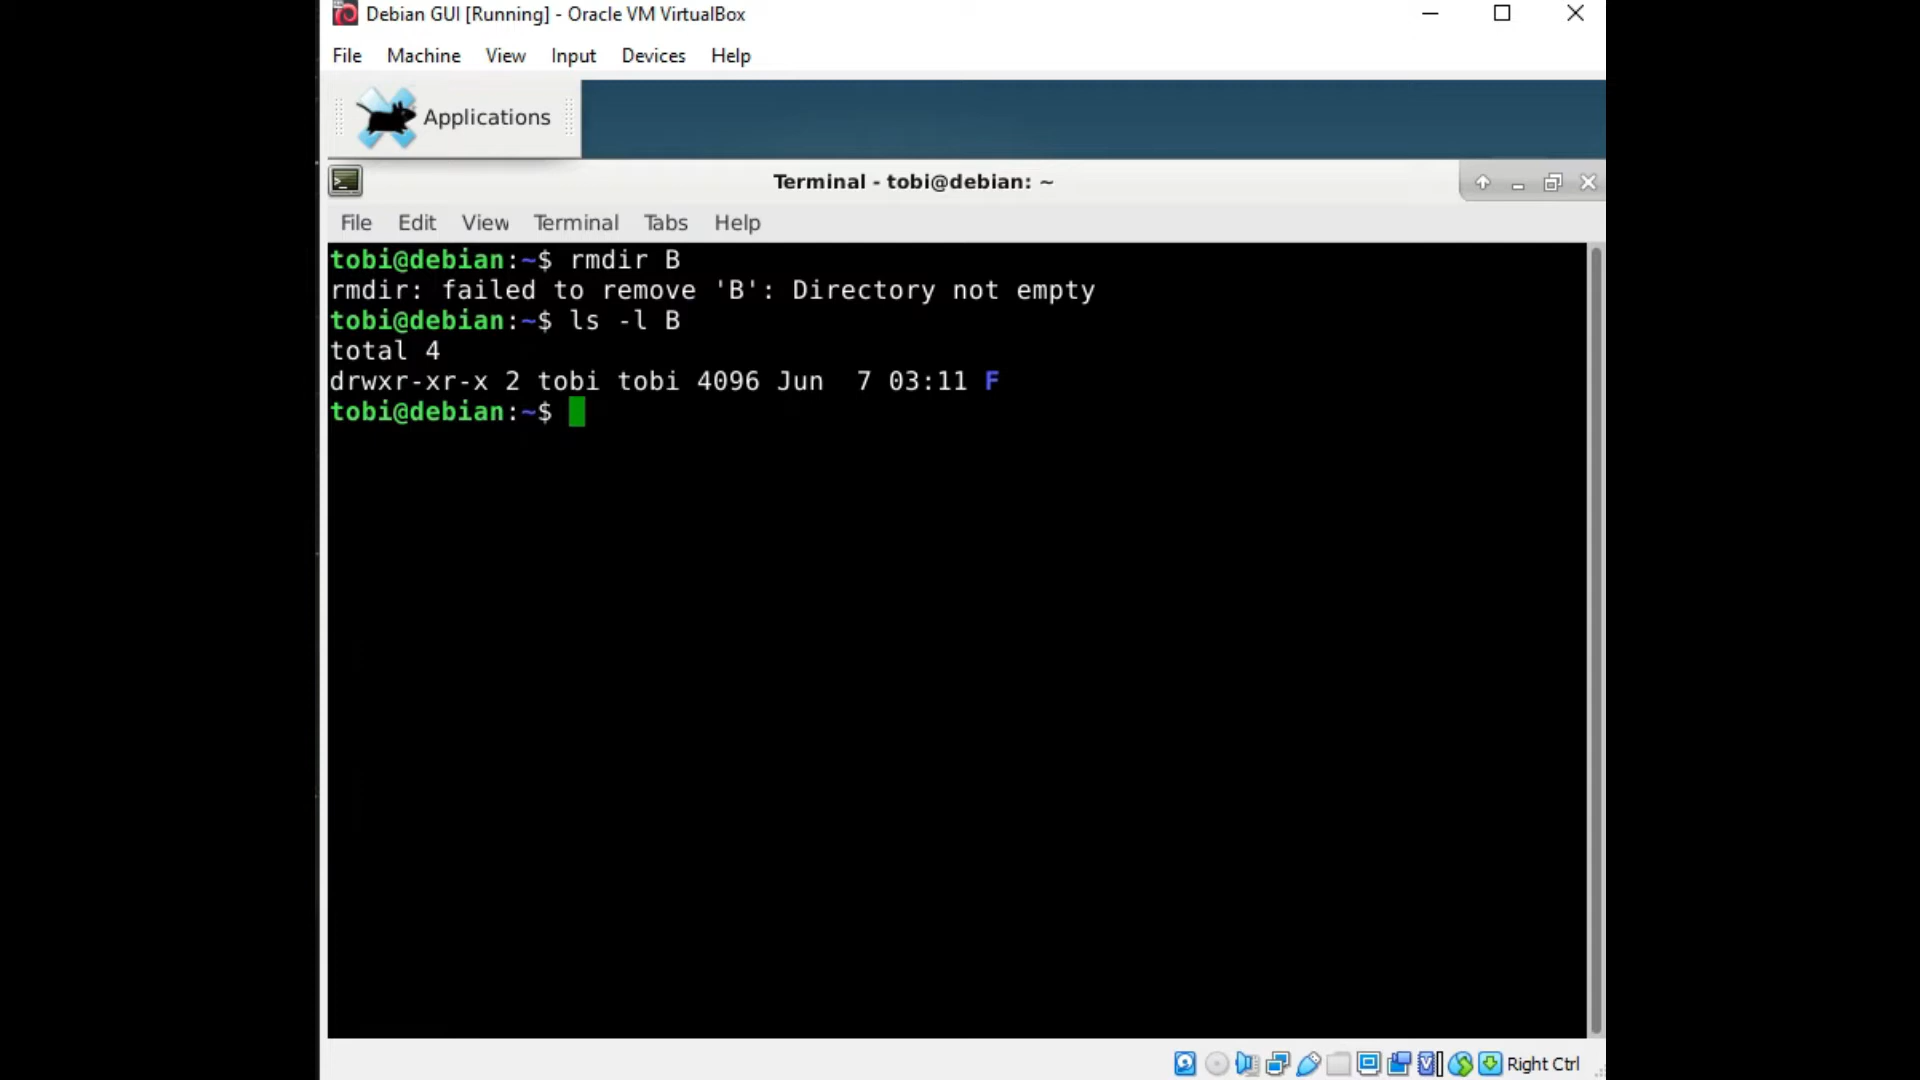 Debian GUI [Running] - Oracle VM VirtualBox
File Machine View Input Devices Help
Applications
Terminal - tobi@debian: ~
File Edit View Terminal Tabs Help
tobi@debian:~$ rmdir B
rmdir: failed to remove 'B': Directory not empty
tobi@debian:~$ ls -l B
total 4
drwxr-xr-x 2 tobi tobi 4096 Jun  7 03:11 F
tobi@debian:~$
Right Ctrl